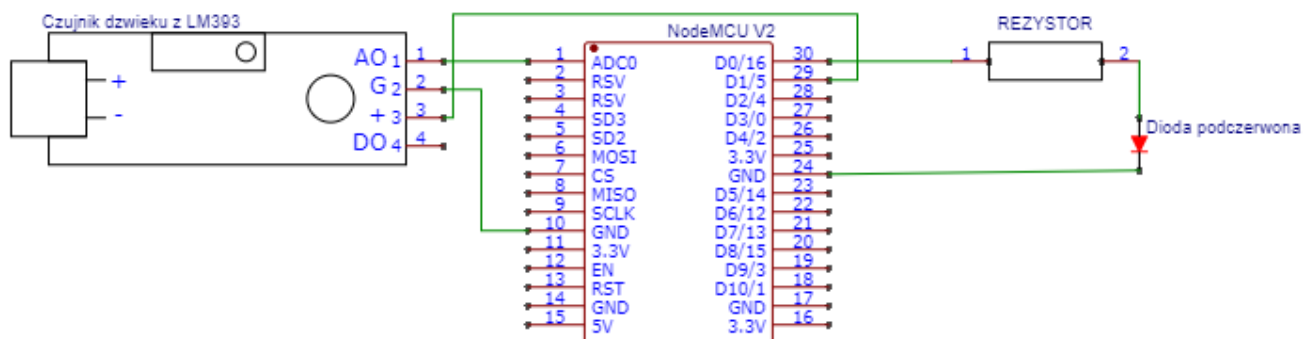 Czujnik dzwieku z LM393
+
-
AO 1
G 2
+ 3
DO 4
1
2
3
4
NodeMCU V2
1 ADC0
2 RSV
3 RSV
4 SD3
5 SD2
6 MOSI
7 CS
8 MISO
9 SCLK
10 GND
11 3.3V
12 EN
13 RST
14 GND
15 5V
D0/16 30
D1/5 29
D2/4 28
D3/0 27
D4/2 26
3.3V 25
GND 24
D5/14 23
D6/12 22
D7/13 21
D8/15 20
D9/3 19
D10/1 18
GND 17
3.3V 16
REZYSTOR
1
2
Dioda podczerwona